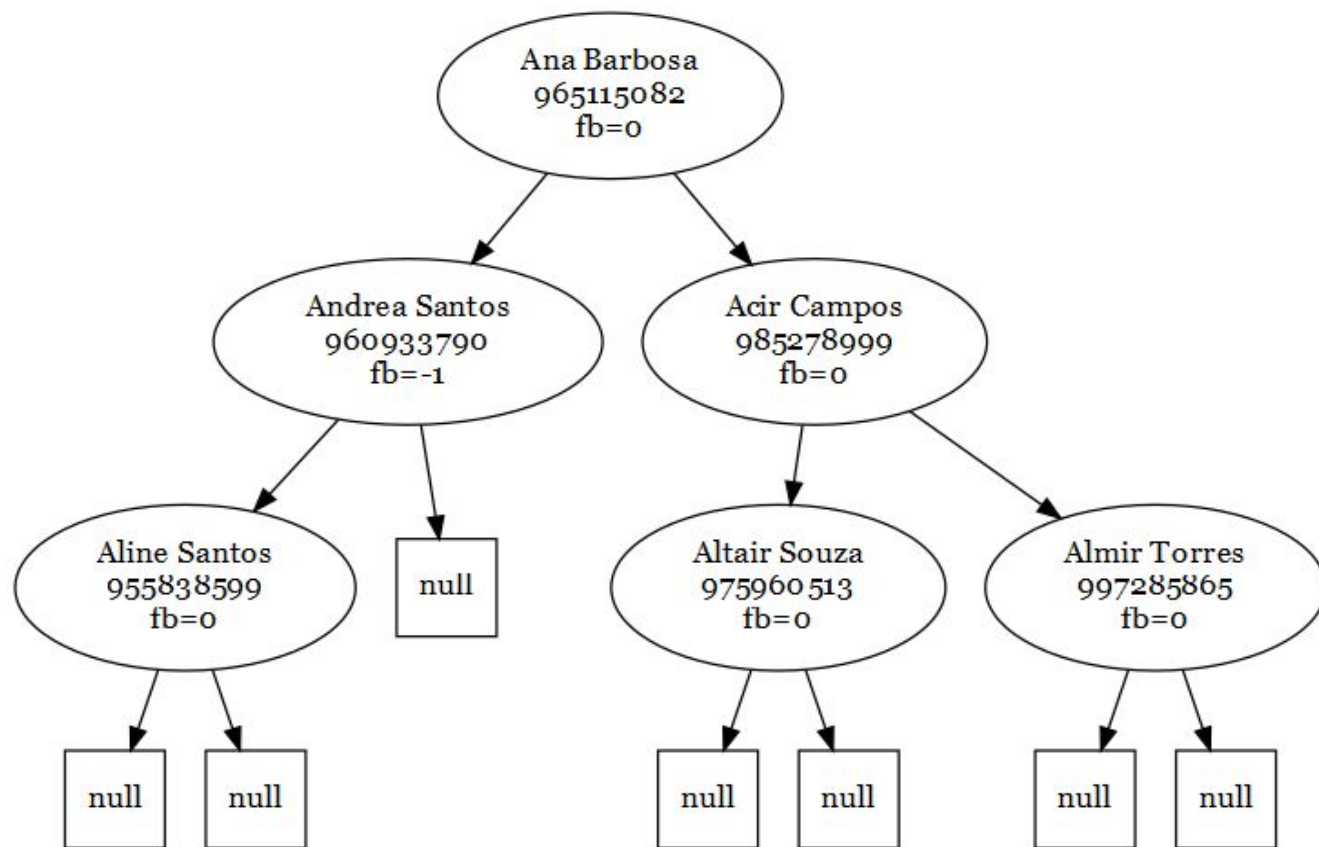 Ana Barbosa
965115082
fb=0
Andrea Santos
960933790
fb=-1
Acir Campos
985278999
fb=0
Aline Santos
955838599
fb=0
null
Altair Souza
975960513
fb=0
Almir Torres
997285865
fb=0
null
null
null
null
null
null